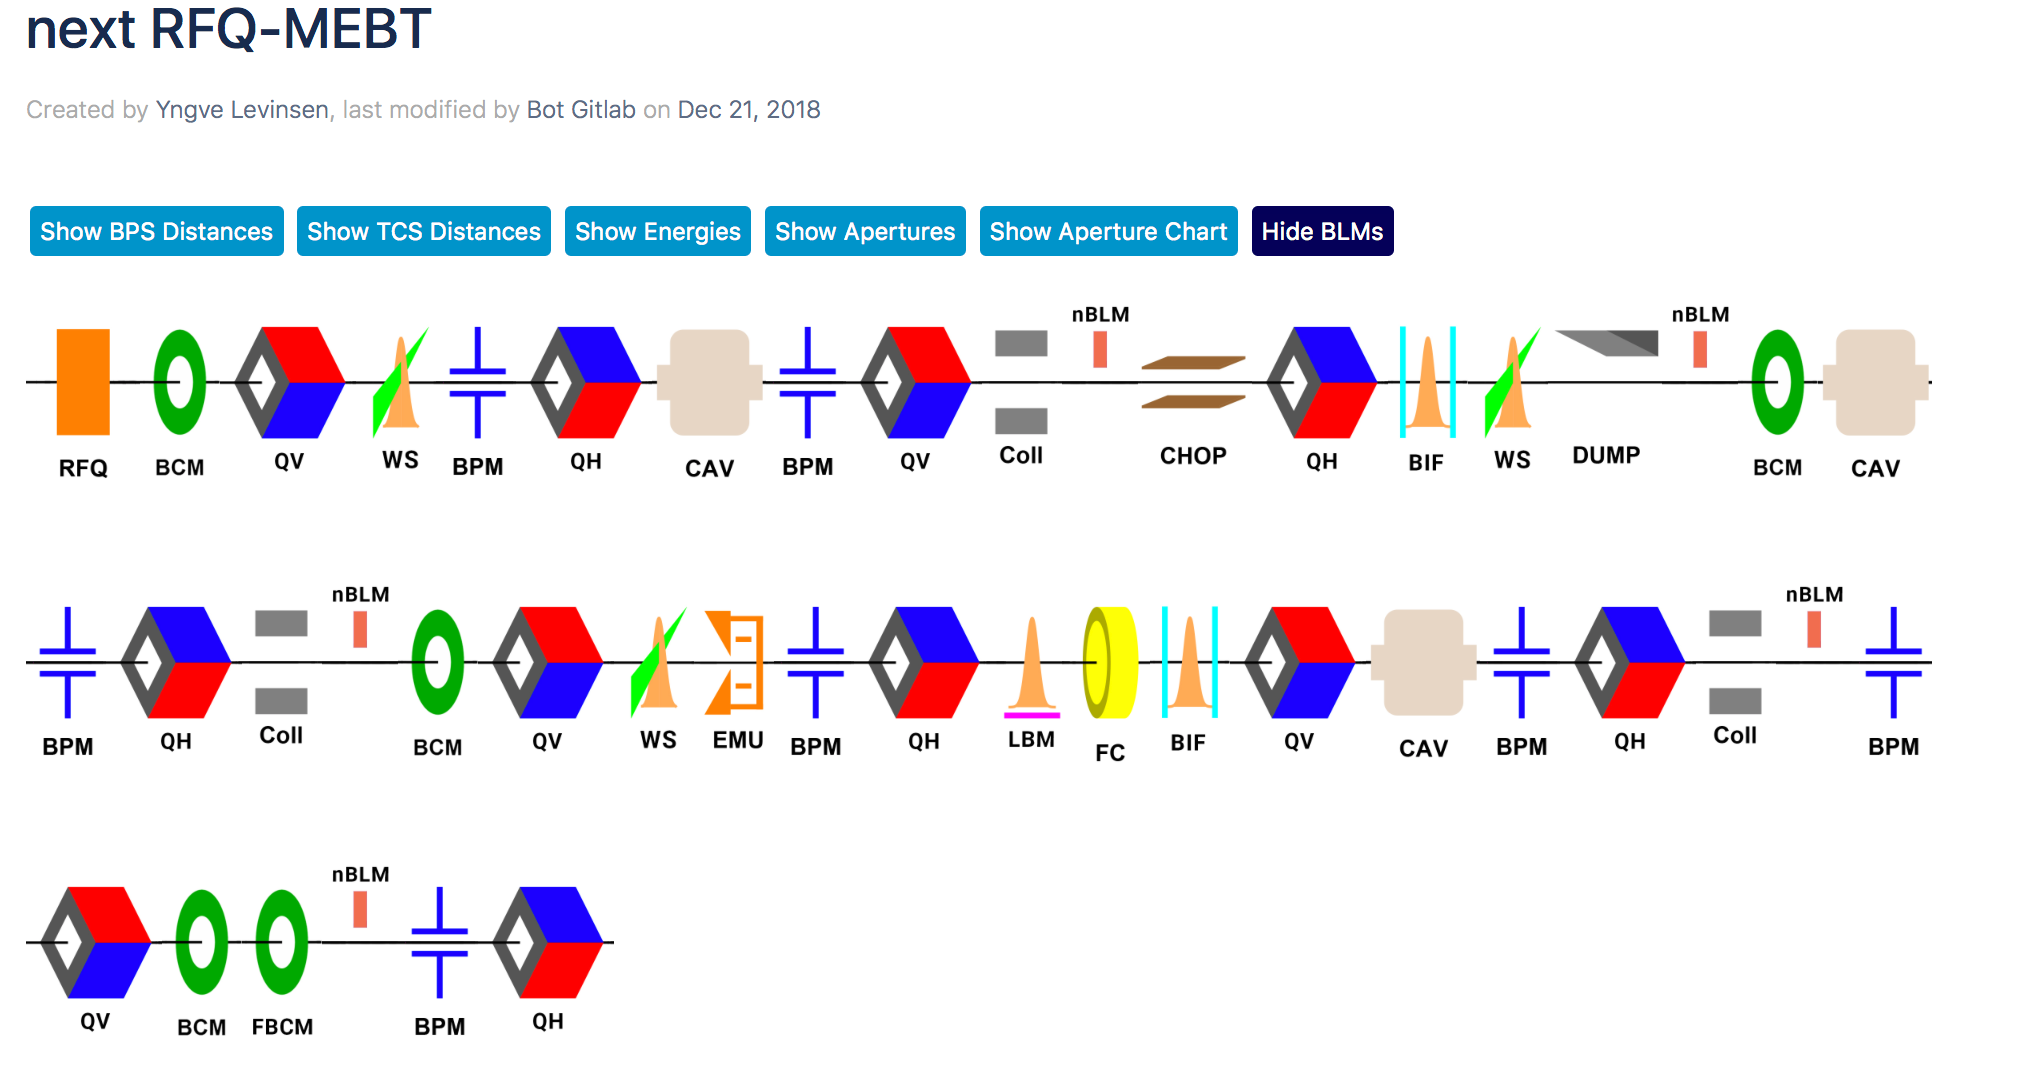 next RFQ-MEBT
Created by Yngve Levinsen, last modified by Bot Gitlab on Dec 21, 2018
Show BPS Distances Show TCS Distances Show Energies Show Apertures Show Aperture Chart Hide BLMs
nBLM nBLM
RFQ BCM QV WS BPM QH CAV BPM QV Coll CHOP QH BIF WS DUMP BCM CAV
nBLM nBLM
BPM QH Coll BCM QV WS EMU BPM QH LBM FC BIF QV CAV BPM QH Coll BPM
nBLM
QV BCM FBCM BPM QH